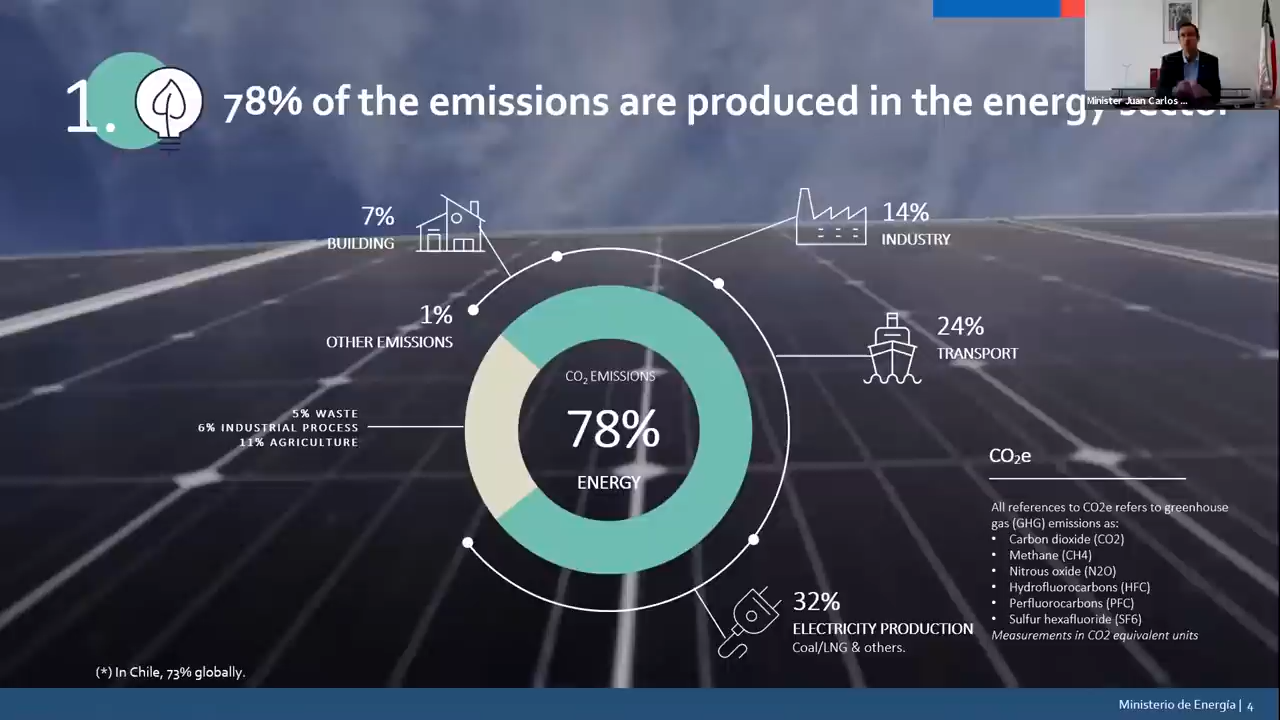 1.
78% of the emissions are produced in the energy sector
Minister Juan Carlos ...
7%
BUILDING
14%
INDUSTRY
1%
OTHER EMISSIONS
24%
TRANSPORT
5% WASTE
6% INDUSTRIAL PROCESS
11% AGRICULTURE
CO₂ EMISSIONS
78%
ENERGY
CO₂e
All references to CO2e refers to greenhouse
gas (GHG) emissions as:
• Carbon dioxide (CO2)
• Methane (CH4)
• Nitrous oxide (N2O)
• Hydrofluorocarbons (HFC)
• Perfluorocarbons (PFC)
• Sulfur hexafluoride (SF6)
Measurements in CO2 equivalent units
32%
ELECTRICITY PRODUCTION
Coal/LNG & others.
(*) In Chile, 73% globally.
Ministerio de Energía | 4